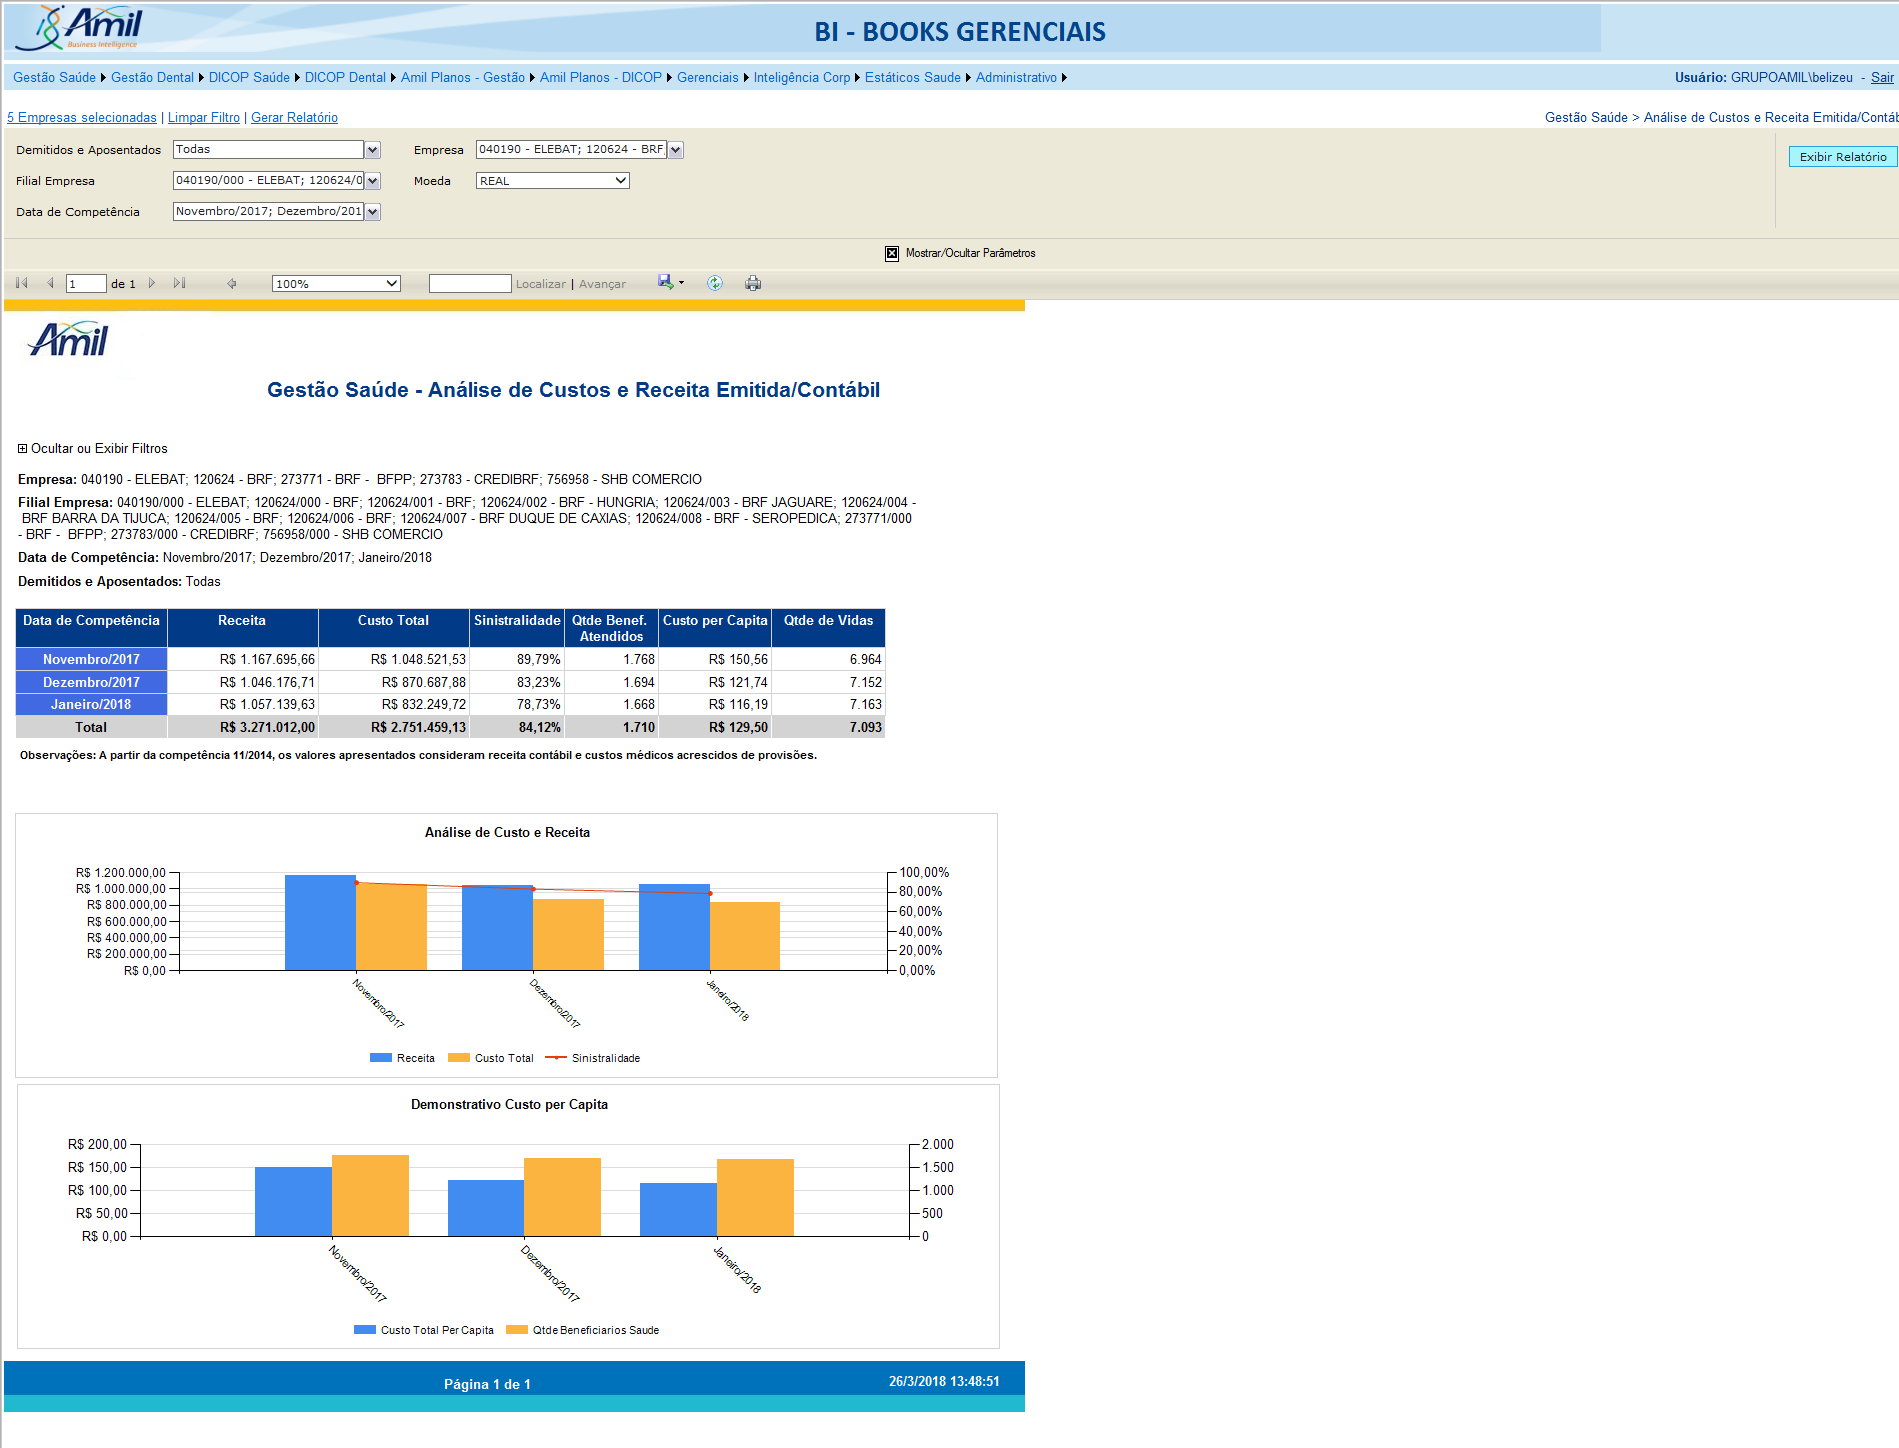 Amil
Business Intelligence
BI - BOOKS GERENCIAIS
Gestão Saúde Gestão Dental DICOP Saúde DICOP Dental Amil Planos - Gestão Amil Planos - DICOP Gerenciais Inteligência Corp Estáticos Saude Administrativo Usuário: GRUPOAMIL\belizeu - Sair
5 Empresas selecionadas | Limpar Filtro | Gerar Relatório Gestão Saúde > Análise de Custos e Receita Emitida/Contáb
Demitidos e Aposentados Todas Empresa 040190 - ELEBAT; 120624 - BRF; Exibir Relatório
Filial Empresa 040190/000 - ELEBAT; 120624/0 Moeda REAL
Data de Competência Novembro/2017; Dezembro/201
Mostrar/Ocultar Parâmetros
1 de 1 100% Localizar | Avançar
Amil
Gestão Saúde - Análise de Custos e Receita Emitida/Contábil
Ocultar ou Exibir Filtros
Empresa: 040190 - ELEBAT; 120624 - BRF; 273771 - BRF - BFPP; 273783 - CREDIBRF; 756958 - SHB COMERCIO
Filial Empresa: 040190/000 - ELEBAT; 120624/000 - BRF; 120624/001 - BRF; 120624/002 - BRF - HUNGRIA; 120624/003 - BRF JAGUARE; 120624/004 -
BRF BARRA DA TIJUCA; 120624/005 - BRF; 120624/006 - BRF; 120624/007 - BRF DUQUE DE CAXIAS; 120624/008 - BRF - SEROPEDICA; 273771/000
- BRF - BFPP; 273783/000 - CREDIBRF; 756958/000 - SHB COMERCIO
Data de Competência: Novembro/2017; Dezembro/2017; Janeiro/2018
Demitidos e Aposentados: Todas
Data de Competência Receita Custo Total Sinistralidade Qtde Benef. Atendidos Custo per Capita Qtde de Vidas
Novembro/2017 R$ 1.167.695,66 R$ 1.048.521,53 89,79% 1.768 R$ 150,56 6.964
Dezembro/2017 R$ 1.046.176,71 R$ 870.687,88 83,23% 1.694 R$ 121,74 7.152
Janeiro/2018 R$ 1.057.139,63 R$ 832.249,72 78,73% 1.668 R$ 116,19 7.163
Total R$ 3.271.012,00 R$ 2.751.459,13 84,12% 1.710 R$ 129,50 7.093
Observações: A partir da competência 11/2014, os valores apresentados consideram receita contábil e custos médicos acrescidos de provisões.
Análise de Custo e Receita
R$ 1.200.000,00 100,00%
R$ 1.000.000,00 80,00%
R$ 800.000,00 60,00%
R$ 600.000,00
R$ 400.000,00 40,00%
R$ 200.000,00 20,00%
R$ 0,00 0,00%
Novembro/2017 Dezembro/2017 Janeiro/2018
Receita Custo Total Sinistralidade
Demonstrativo Custo per Capita
R$ 200,00 2.000
R$ 150,00 1.500
R$ 100,00 1.000
R$ 50,00 500
R$ 0,00 0
Novembro/2017 Dezembro/2017 Janeiro/2018
Custo Total Per Capita Qtde Beneficiarios Saude
Página 1 de 1 26/3/2018 13:48:51